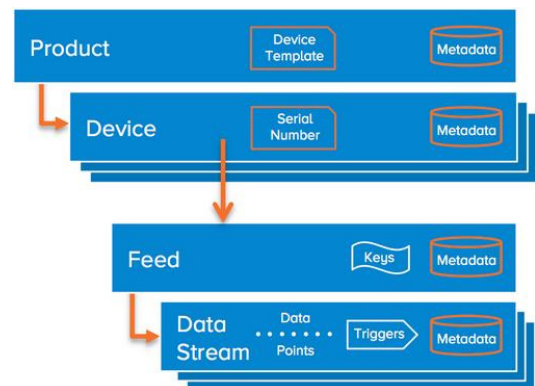 Product
Device
Template
Metadata
Device
Serial
Number
Metadata
Feed
Keys
Metadata
Data
Stream
Data
Points
Triggers
Metadata